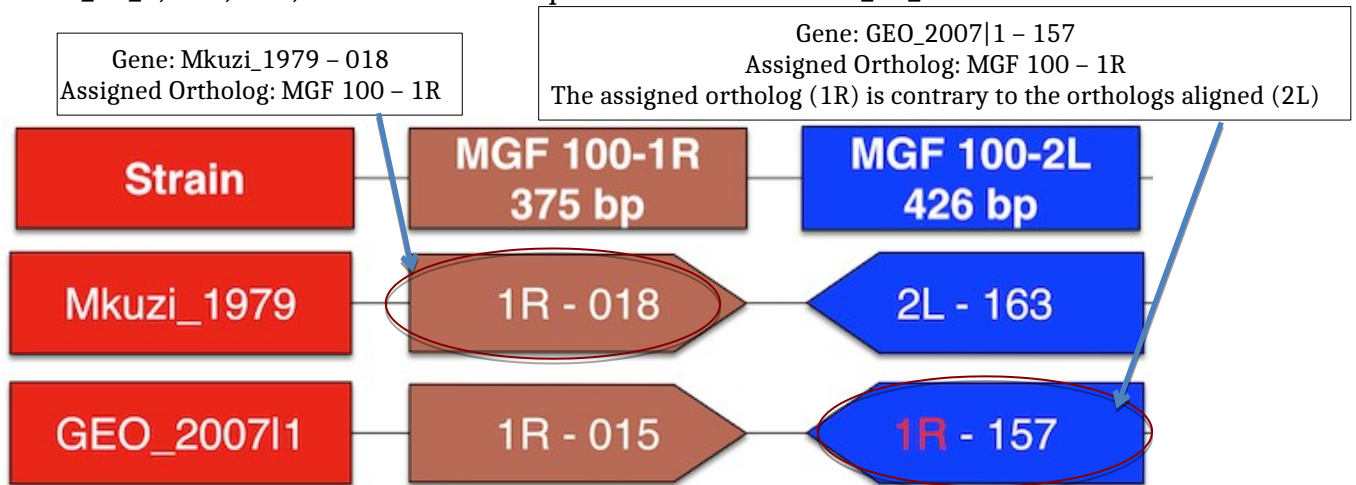 Gene: Mkuzi_1979 – 018
Assigned Ortholog: MGF 100 – 1R
Gene: GEO_2007|1 – 157
Assigned Ortholog: MGF 100 – 1R
The assigned ortholog (1R) is contrary to the orthologs aligned (2L)
Strain
MGF 100-1R
375 bp
MGF 100-2L
426 bp
Mkuzi_1979
1R - 018
2L - 163
GEO_2007|1
1R - 015
1R - 157